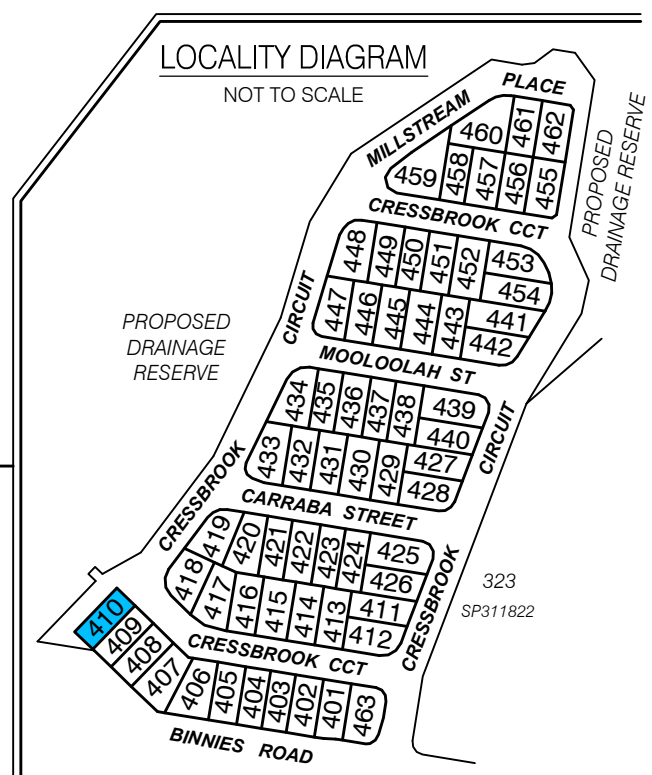 LOCALITY DIAGRAM
NOT TO SCALE
MILLSTREAM PLACE
460 461 462
459 458 457 456 455
PROPOSED
DRAINAGE RESERVE
CRESSBROOK CCT
448 449 450 451 452 453
454
447 446 445 444 443 441
442
CIRCUIT
PROPOSED
DRAINAGE
RESERVE
MOOLOOLAH ST
434 435 436 437 438 439
440
433 432 431 430 429 427
428
CIRCUIT
CRESSBROOK
CARRABA STREET
419 420 421 422 423 424 425
426
418 417 416 415 414 413 411
412
CRESSBROOK
323
SP311822
CRESSBROOK CCT
410
409
408
407
406 405 404 403 402 401 463
BINNIES ROAD